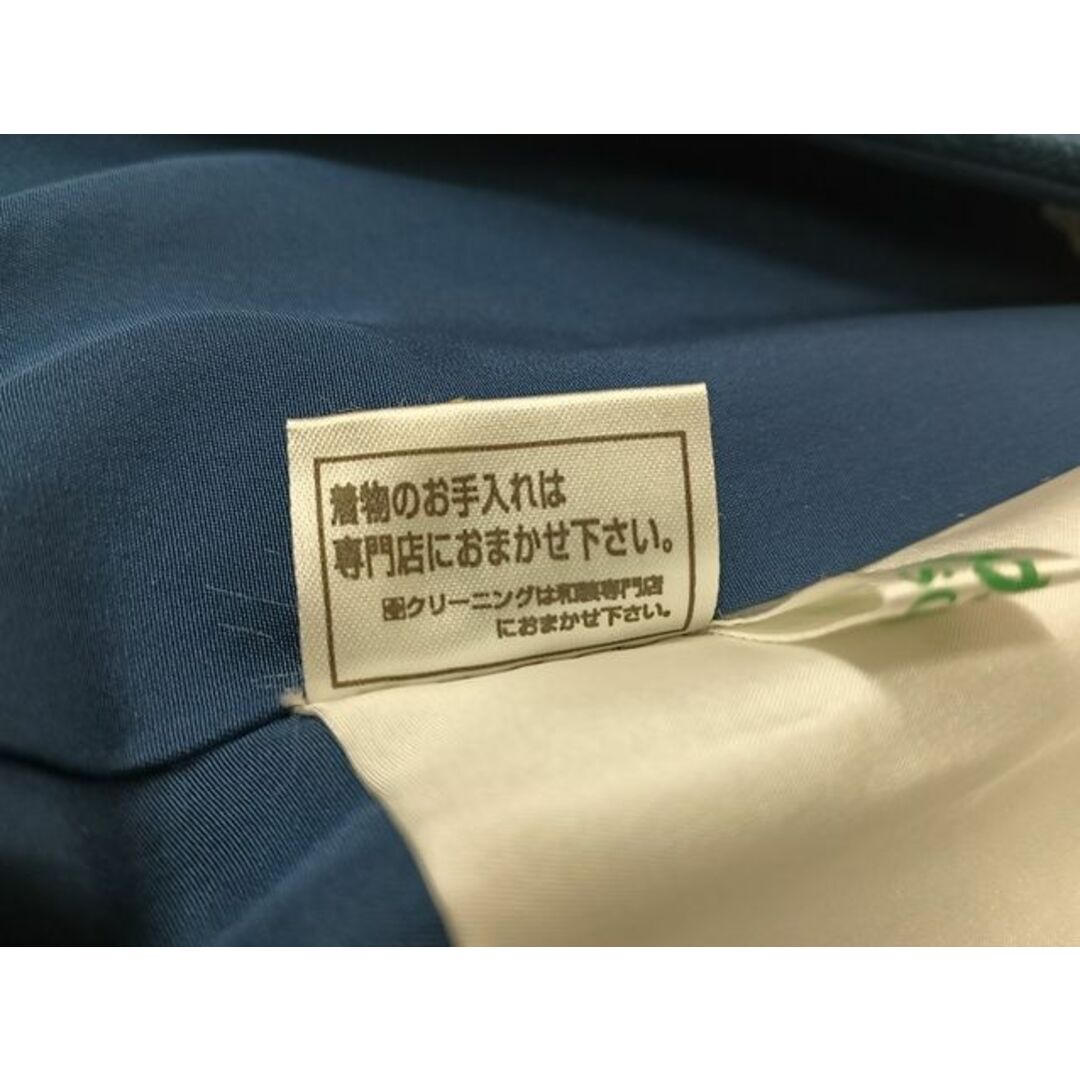 着物のお手入れは
専門店におまかせ下さい。
クリーニングは和装専門店
におまかせ下さい。